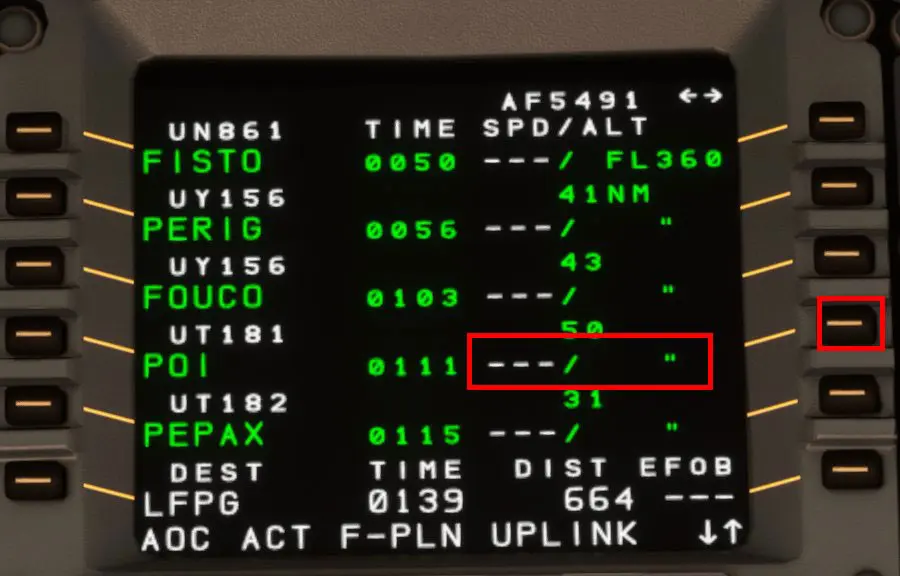 AF5491 ←→
UN861 TIME SPD/ALT
FISTO 0050 ---/ FL360
UY156 41NM
PERIG 0056 ---/ "
UY156 43
FOUCO 0103 ---/ "
UT181 50
POI 0111 ---/ "
UT182 31
PEPAX 0115 ---/ "
DEST TIME DIST EFOB
LFPG 0139 664 ---
AOC ACT F-PLN UPLINK ↓↑